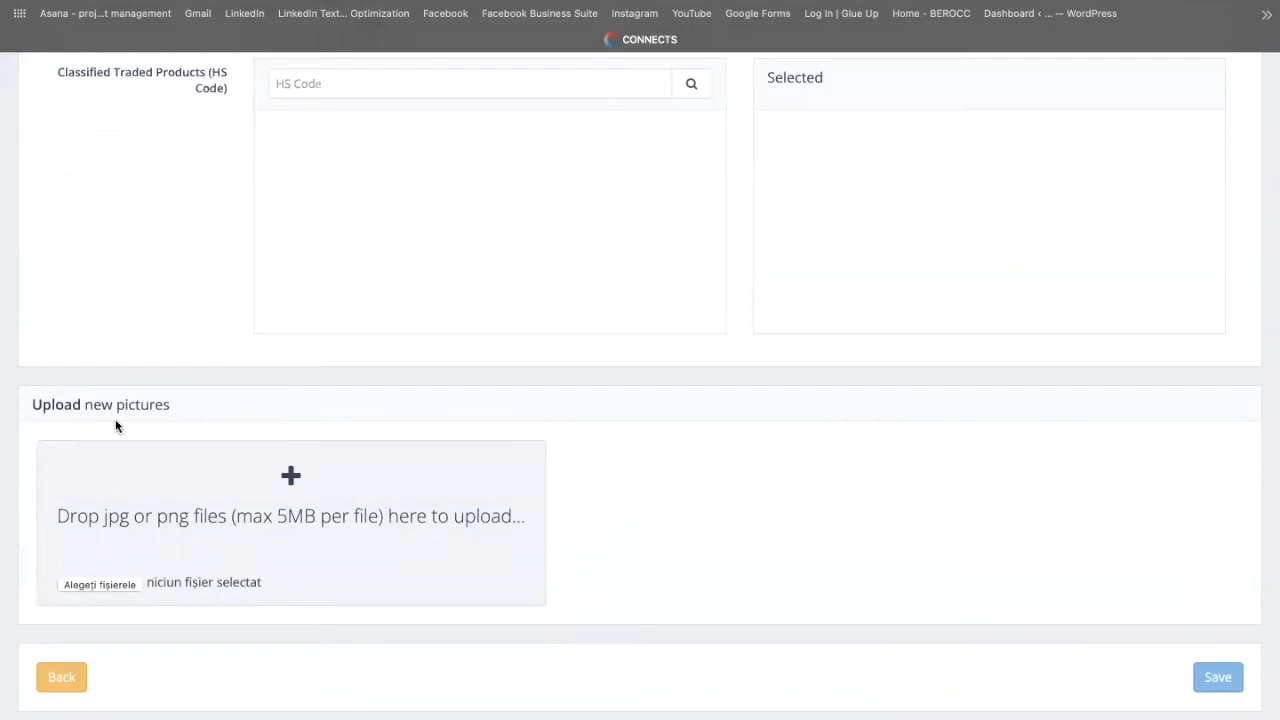 Asana - proj...t management Gmail LinkedIn LinkedIn Text... Optimization Facebook Facebook Business Suite Instagram YouTube Google Forms Log In | Glue Up Home - BEROCC Dashboard ‹ ... — WordPress
CONNECTS
Classified Traded Products (HS
Code)
HS Code
Selected
Upload new pictures
Drop jpg or png files (max 5MB per file) here to upload...
Alegeți fișierele niciun fișier selectat
Back
Save